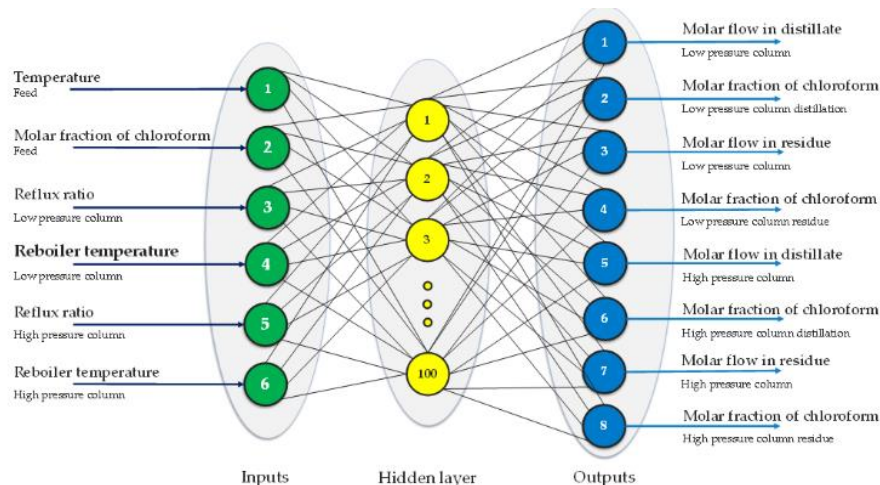 Temperature
Feed
Molar fraction of chloroform
Feed
Reflux ratio
Low pressure column
Reboiler temperature
Low pressure column
Reflux ratio
High pressure column
Reboiler temperature
High pressure column
1
2
3
4
5
6
Inputs
1
2
3
100
Hidden layer
1
2
3
4
5
6
7
8
Outputs
Molar flow in distillate
Low pressure column
Molar fraction of chloroform
Low pressure column distillation
Molar flow in residue
Low pressure column
Molar fraction of chloroform
Low pressure column residue
Molar flow in distillate
High pressure column
Molar fraction of chloroform
High pressure column distillation
Molar flow in residue
High pressure column
Molar fraction of chloroform
High pressure column residue